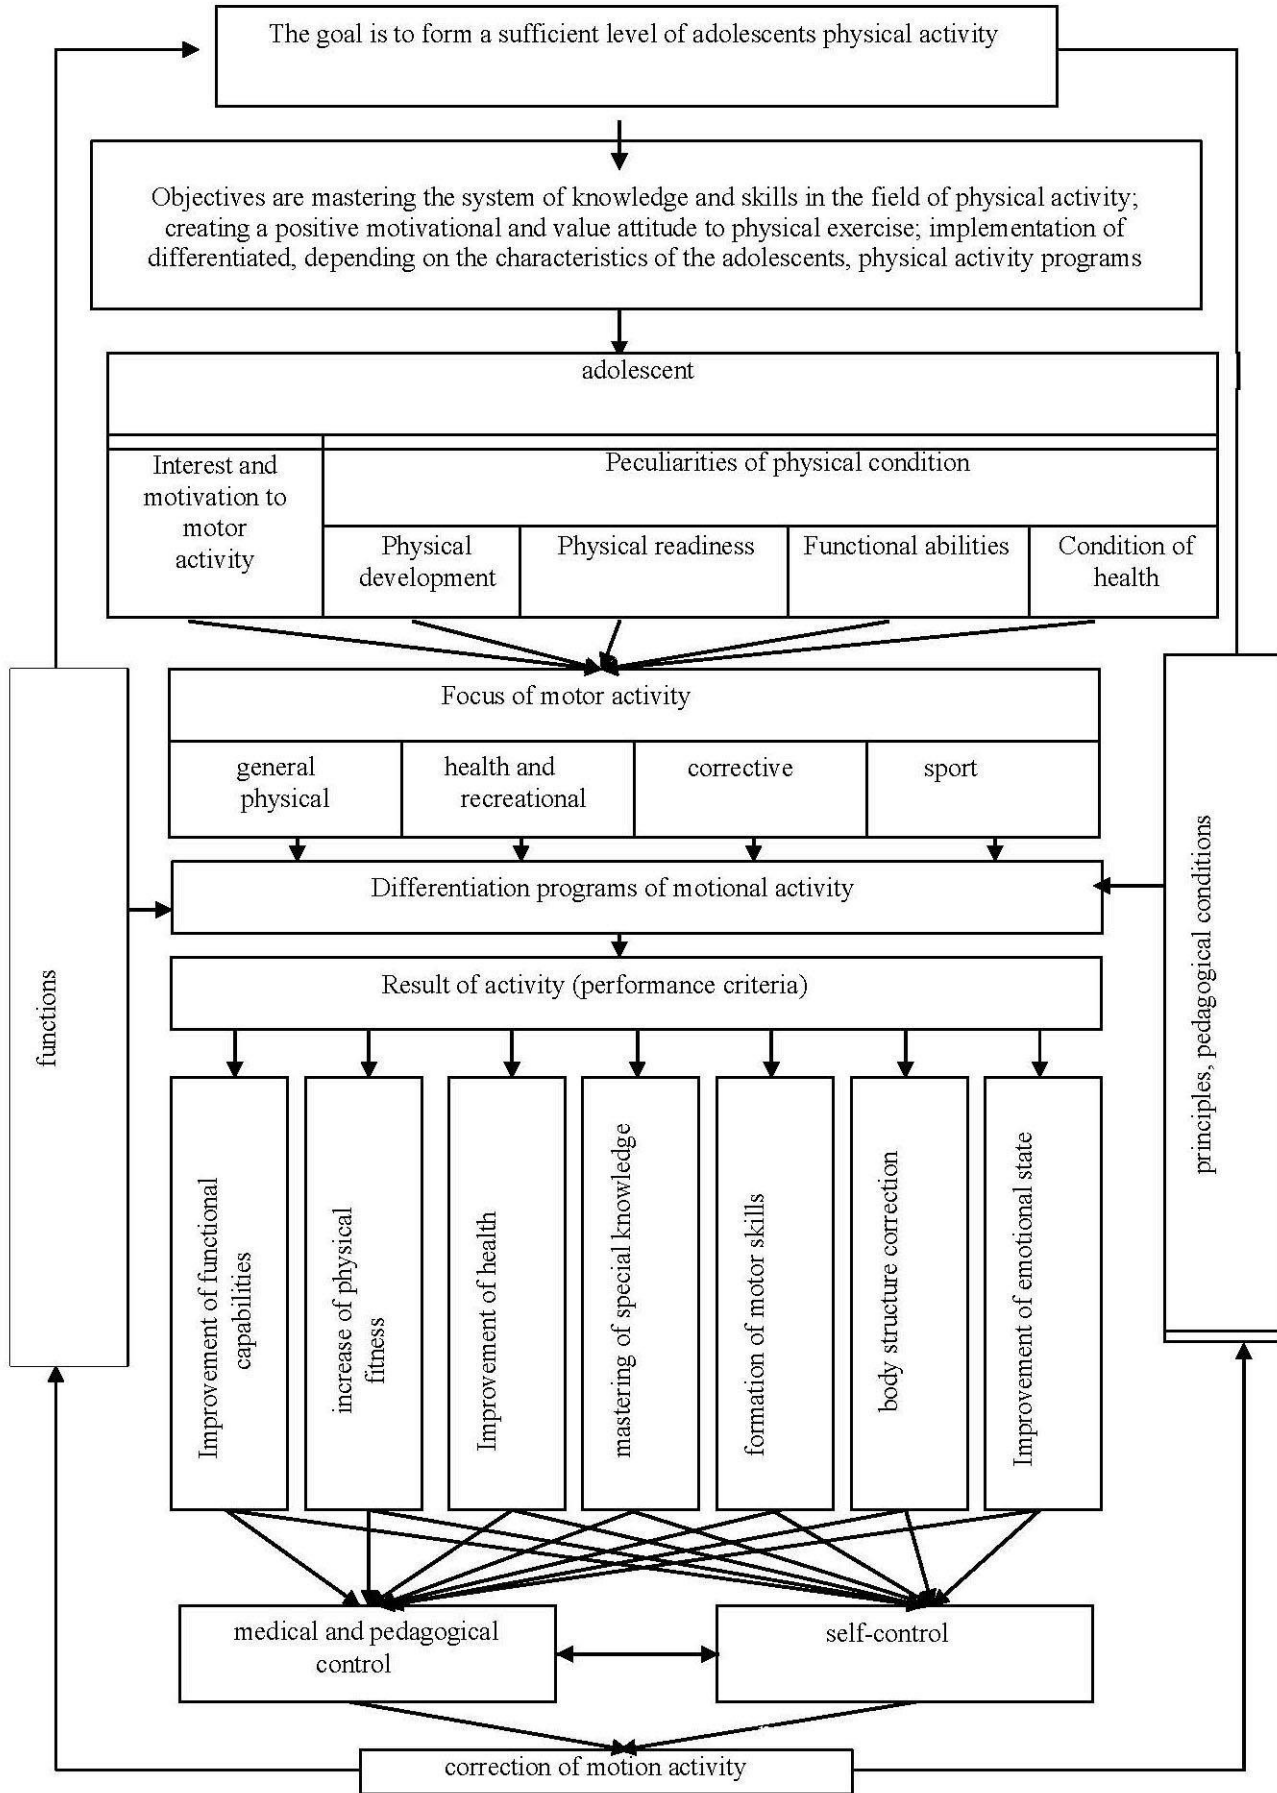 The goal is to form a sufficient level of adolescents physical activity
Objectives are mastering the system of knowledge and skills in the field of physical activity;
creating a positive motivational and value attitude to physical exercise; implementation of
differentiated, depending on the characteristics of the adolescents, physical activity programs
adolescent
Interest and
motivation to
motor
activity
Peculiarities of physical condition
Physical
development
Physical readiness
Functional abilities
Condition of
health
Focus of motor activity
general
physical
health and
recreational
corrective
sport
Differentiation programs of motional activity
Result of activity (performance criteria)
functions
principles, pedagogical conditions
Improvement of functional
capabilities
increase of physical
fitness
Improvement of health
mastering of special knowledge
formation of motor skills
body structure correction
Improvement of emotional state
medical and pedagogical
control
self-control
correction of motion activity